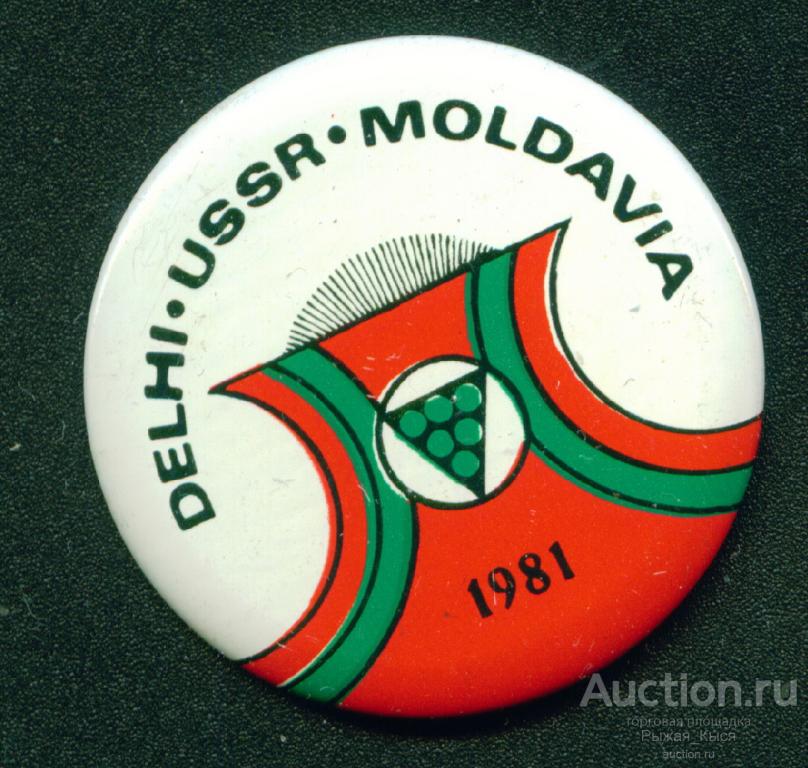 DELHI • USSR • MOLDAVIA
1981
Auction.ru
торговая площадка
Рыжая_Кыся
auction.ru